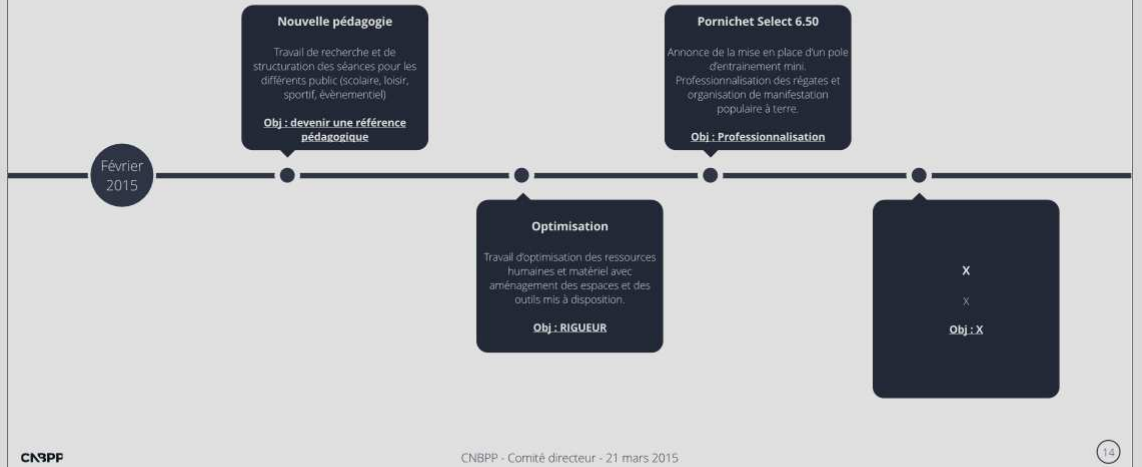 Nouvelle pédagogie
Travail de recherche et de
structuration des séances pour les
différents public (scolaire, loisir,
sportif, évènementiel)
Obj : devenir une référence
pédagogique
Pornichet Select 6.50
Annonce de la mise en place d'un pole
d'entrainement mini.
Professionnalisation des régates et
organisation de manifestation
populaire à terre.
Obj : Professionnalisation
Février
2015
Optimisation
Travail d'optimisation des ressources
humaines et matériel avec
aménagement des espaces et des
outils mis à disposition.
Obj : RIGUEUR
X
X
Obj : X
CNBPP
CNBPP - Comité directeur - 21 mars 2015
14